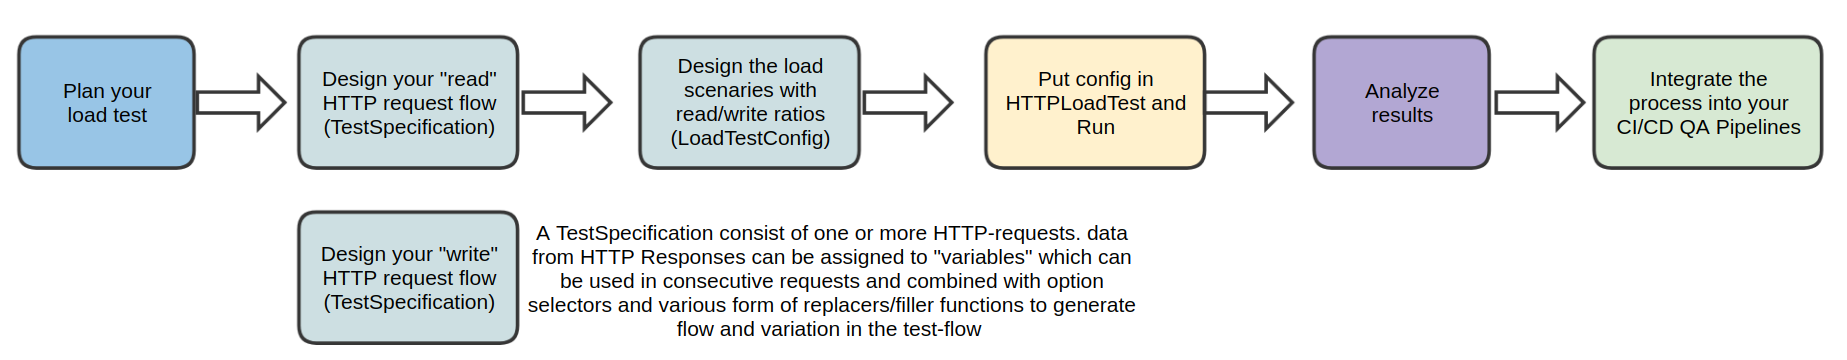 Plan your
load test
Design your "read"
HTTP request flow
(TestSpecification)
Design the load
scenaries with
read/write ratios
(LoadTestConfig)
Put config in
HTTPLoadTest and
Run
Analyze
results
Integrate the
process into your
CI/CD QA Pipelines
Design your "write"
HTTP request flow
(TestSpecification)
A TestSpecification consist of one or more HTTP-requests. data
from HTTP Responses can be assigned to "variables" which can
be used in consecutive requests and combined with option
selectors and various form of replacers/filler functions to generate
flow and variation in the test-flow